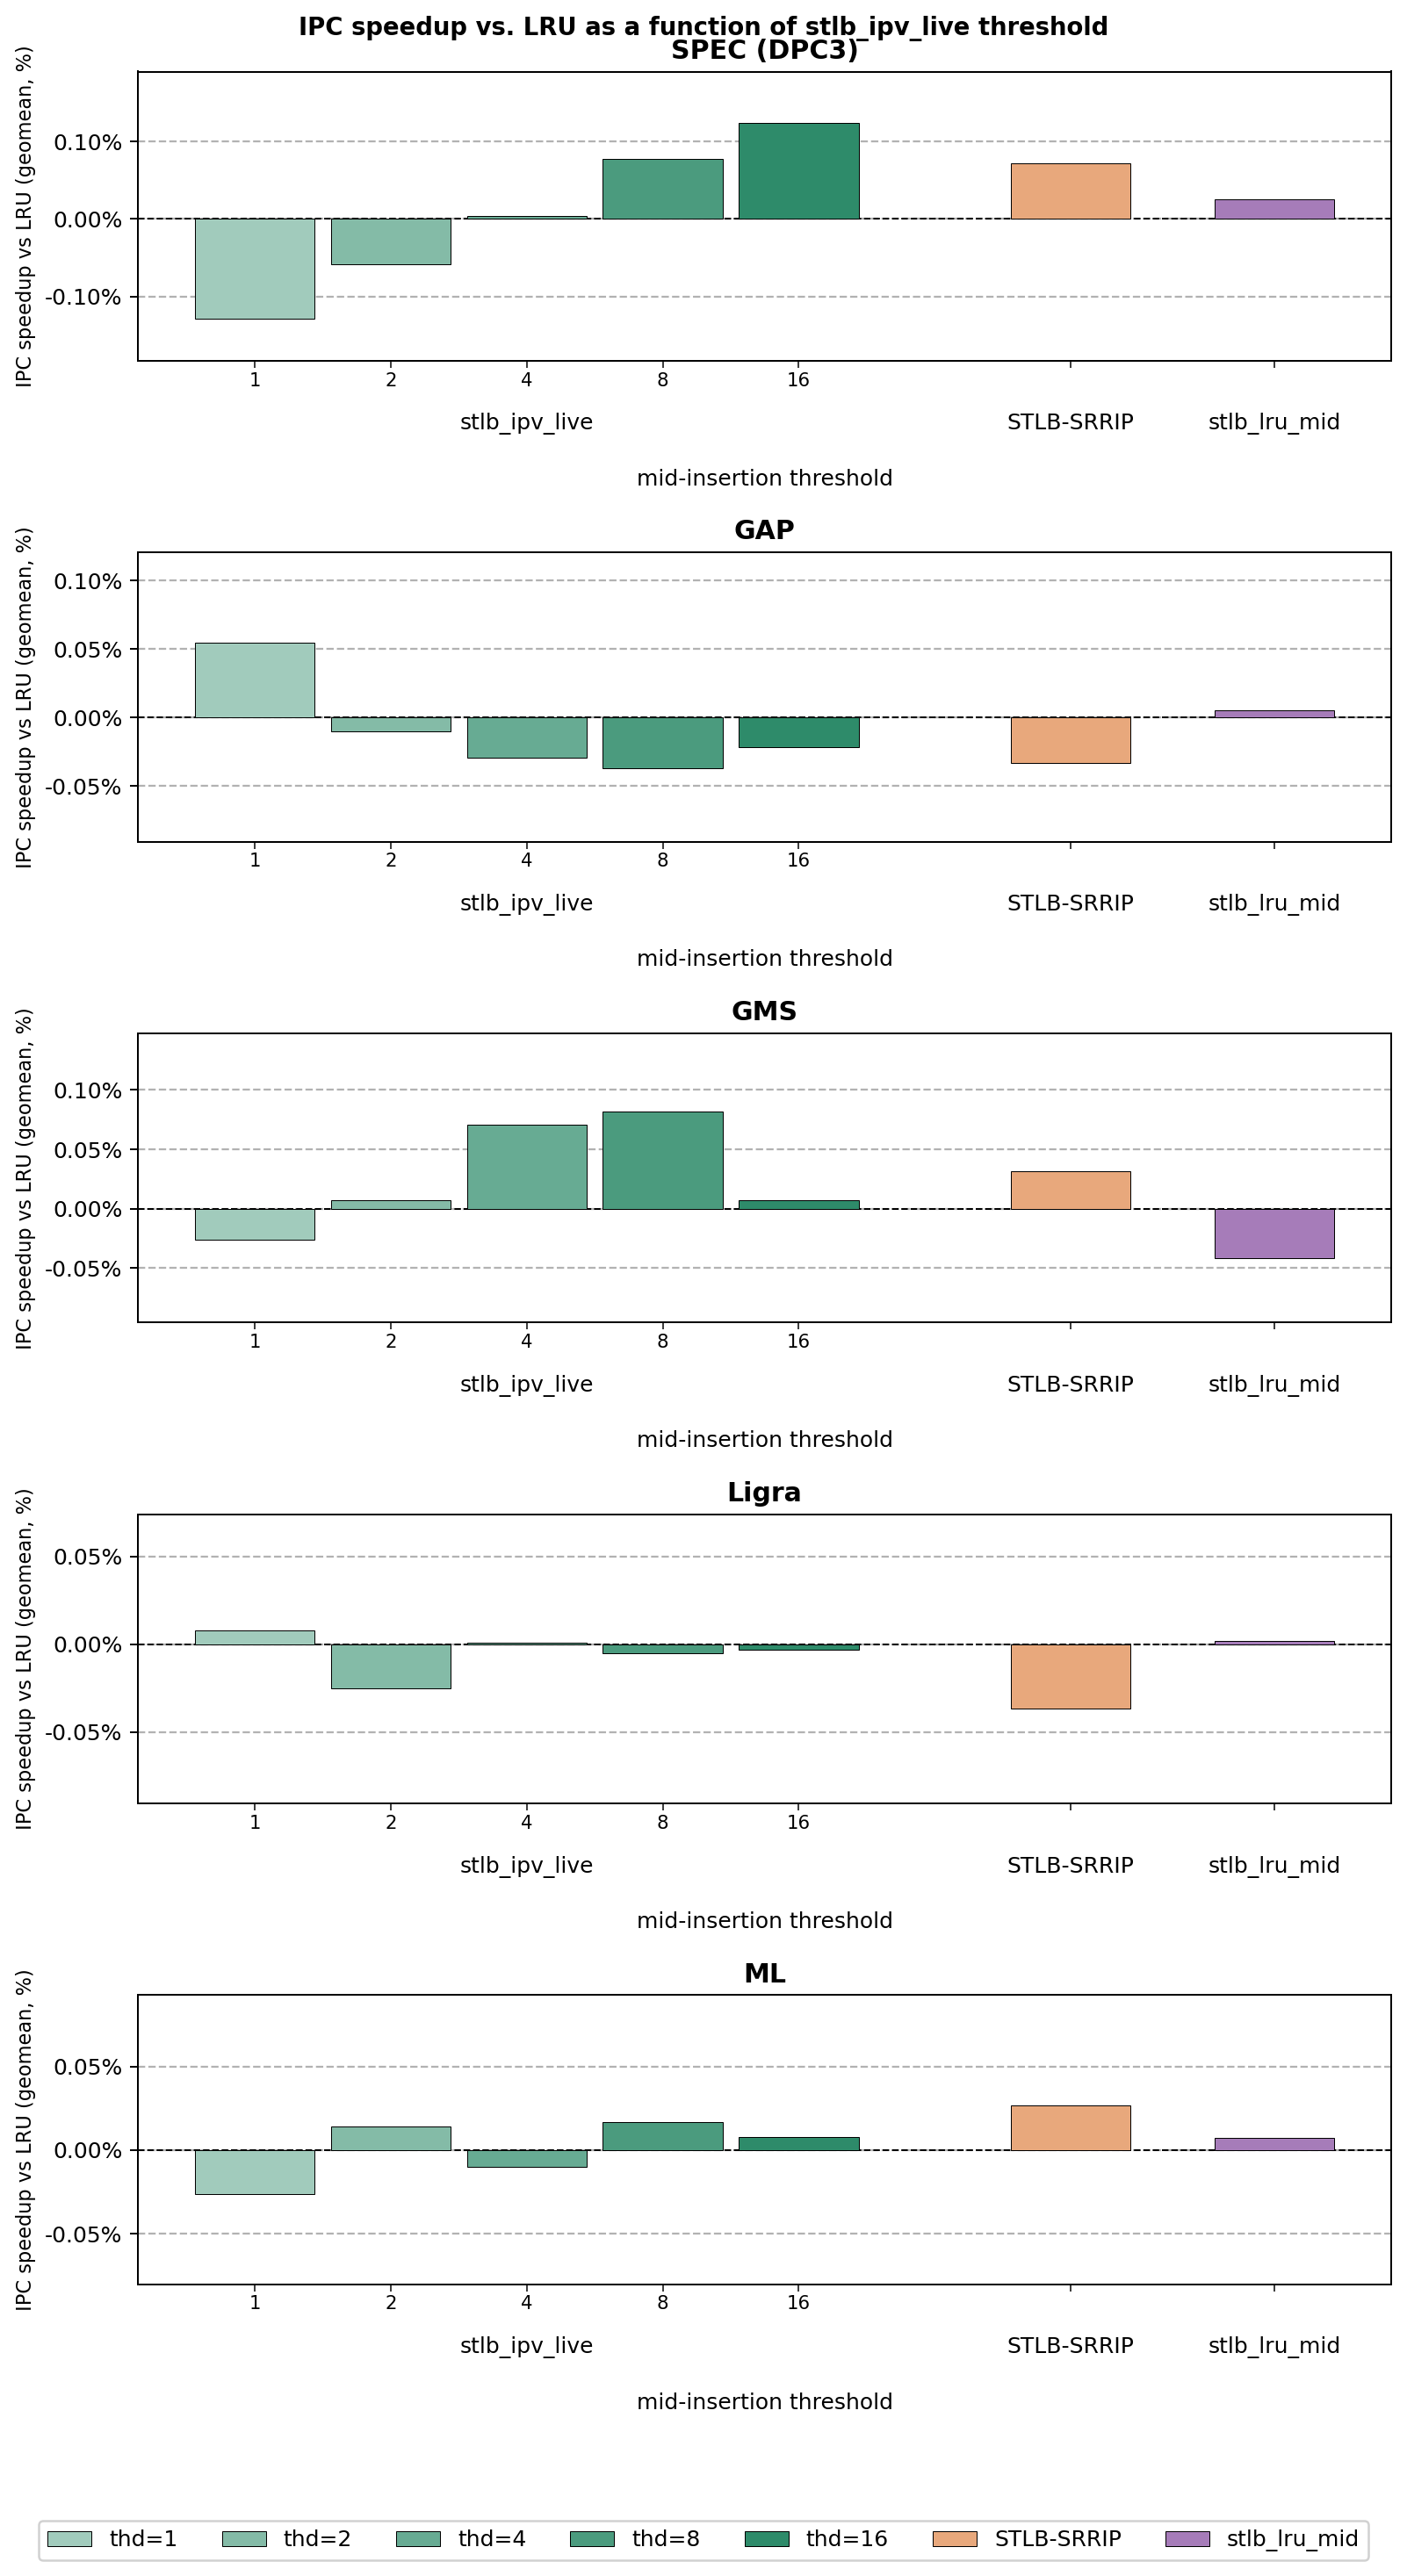 IPC speedup vs. LRU as a function of stlb_ipv_live threshold
SPEC (DPC3)
IPC speedup vs LRU (geomean, %)
0.10%
0.00%
-0.10%
1 2 4 8 16
stlb_ipv_live STLB-SRRIP stlb_lru_mid
mid-insertion threshold
GAP
IPC speedup vs LRU (geomean, %)
0.10%
0.05%
0.00%
-0.05%
1 2 4 8 16
stlb_ipv_live STLB-SRRIP stlb_lru_mid
mid-insertion threshold
GMS
IPC speedup vs LRU (geomean, %)
0.10%
0.05%
0.00%
-0.05%
1 2 4 8 16
stlb_ipv_live STLB-SRRIP stlb_lru_mid
mid-insertion threshold
Ligra
IPC speedup vs LRU (geomean, %)
0.05%
0.00%
-0.05%
1 2 4 8 16
stlb_ipv_live STLB-SRRIP stlb_lru_mid
mid-insertion threshold
ML
IPC speedup vs LRU (geomean, %)
0.05%
0.00%
-0.05%
1 2 4 8 16
stlb_ipv_live STLB-SRRIP stlb_lru_mid
mid-insertion threshold
thd=1 thd=2 thd=4 thd=8 thd=16 STLB-SRRIP stlb_lru_mid